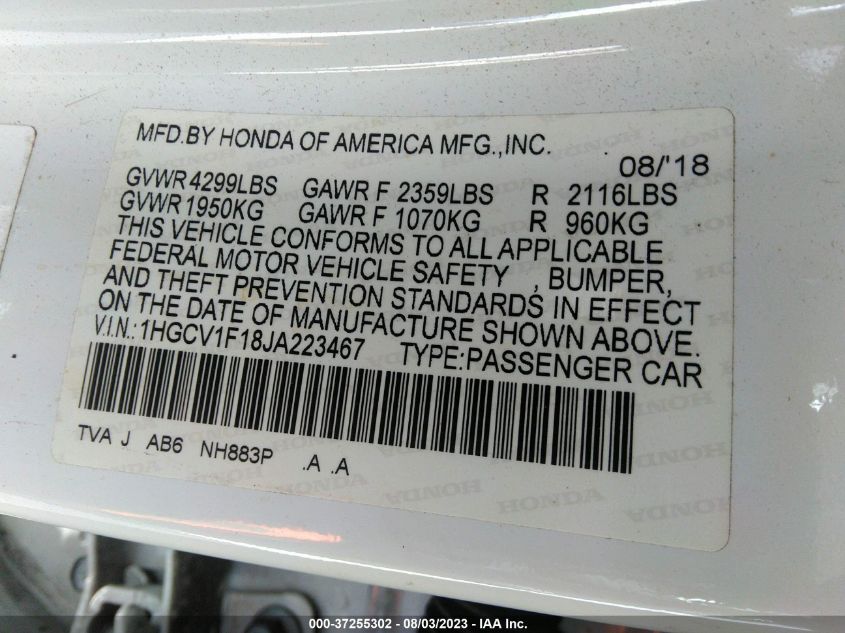 MFD.BY HONDA OF AMERICA MFG.,INC. 08/'18
GVWR 4299LBS GAWR F 2359LBS R 2116LBS
GVWR 1950KG GAWR F 1070KG R 960KG
THIS VEHICLE CONFORMS TO ALL APPLICABLE
FEDERAL MOTOR VEHICLE SAFETY , BUMPER,
AND THEFT PREVENTION STANDARDS IN EFFECT
ON THE DATE OF MANUFACTURE SHOWN ABOVE.
V.I.N.: 1HGCV1F18JA223467 TYPE:PASSENGER CAR
TVA J AB6 NH883P .A .A
HONDA HONDA HONDA
000-37255302 - 08/03/2023 - IAA Inc.